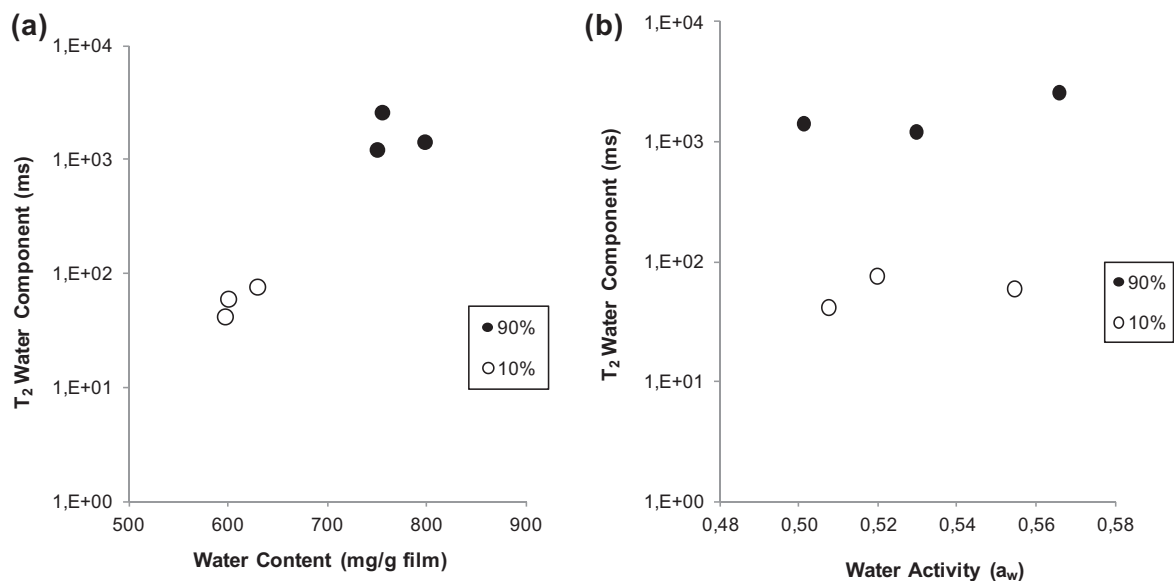 (a)
1,E+04
1,E+03
1,E+02
1,E+01
1,E+00
T2 Water Component (ms)
500 600 700 800 900
Water Content (mg/g film)
90%
10%
(b)
1,E+04
1,E+03
1,E+02
1,E+01
1,E+00
T2 Water Component (ms)
0,48 0,50 0,52 0,54 0,56 0,58
Water Activity (aw)
90%
10%